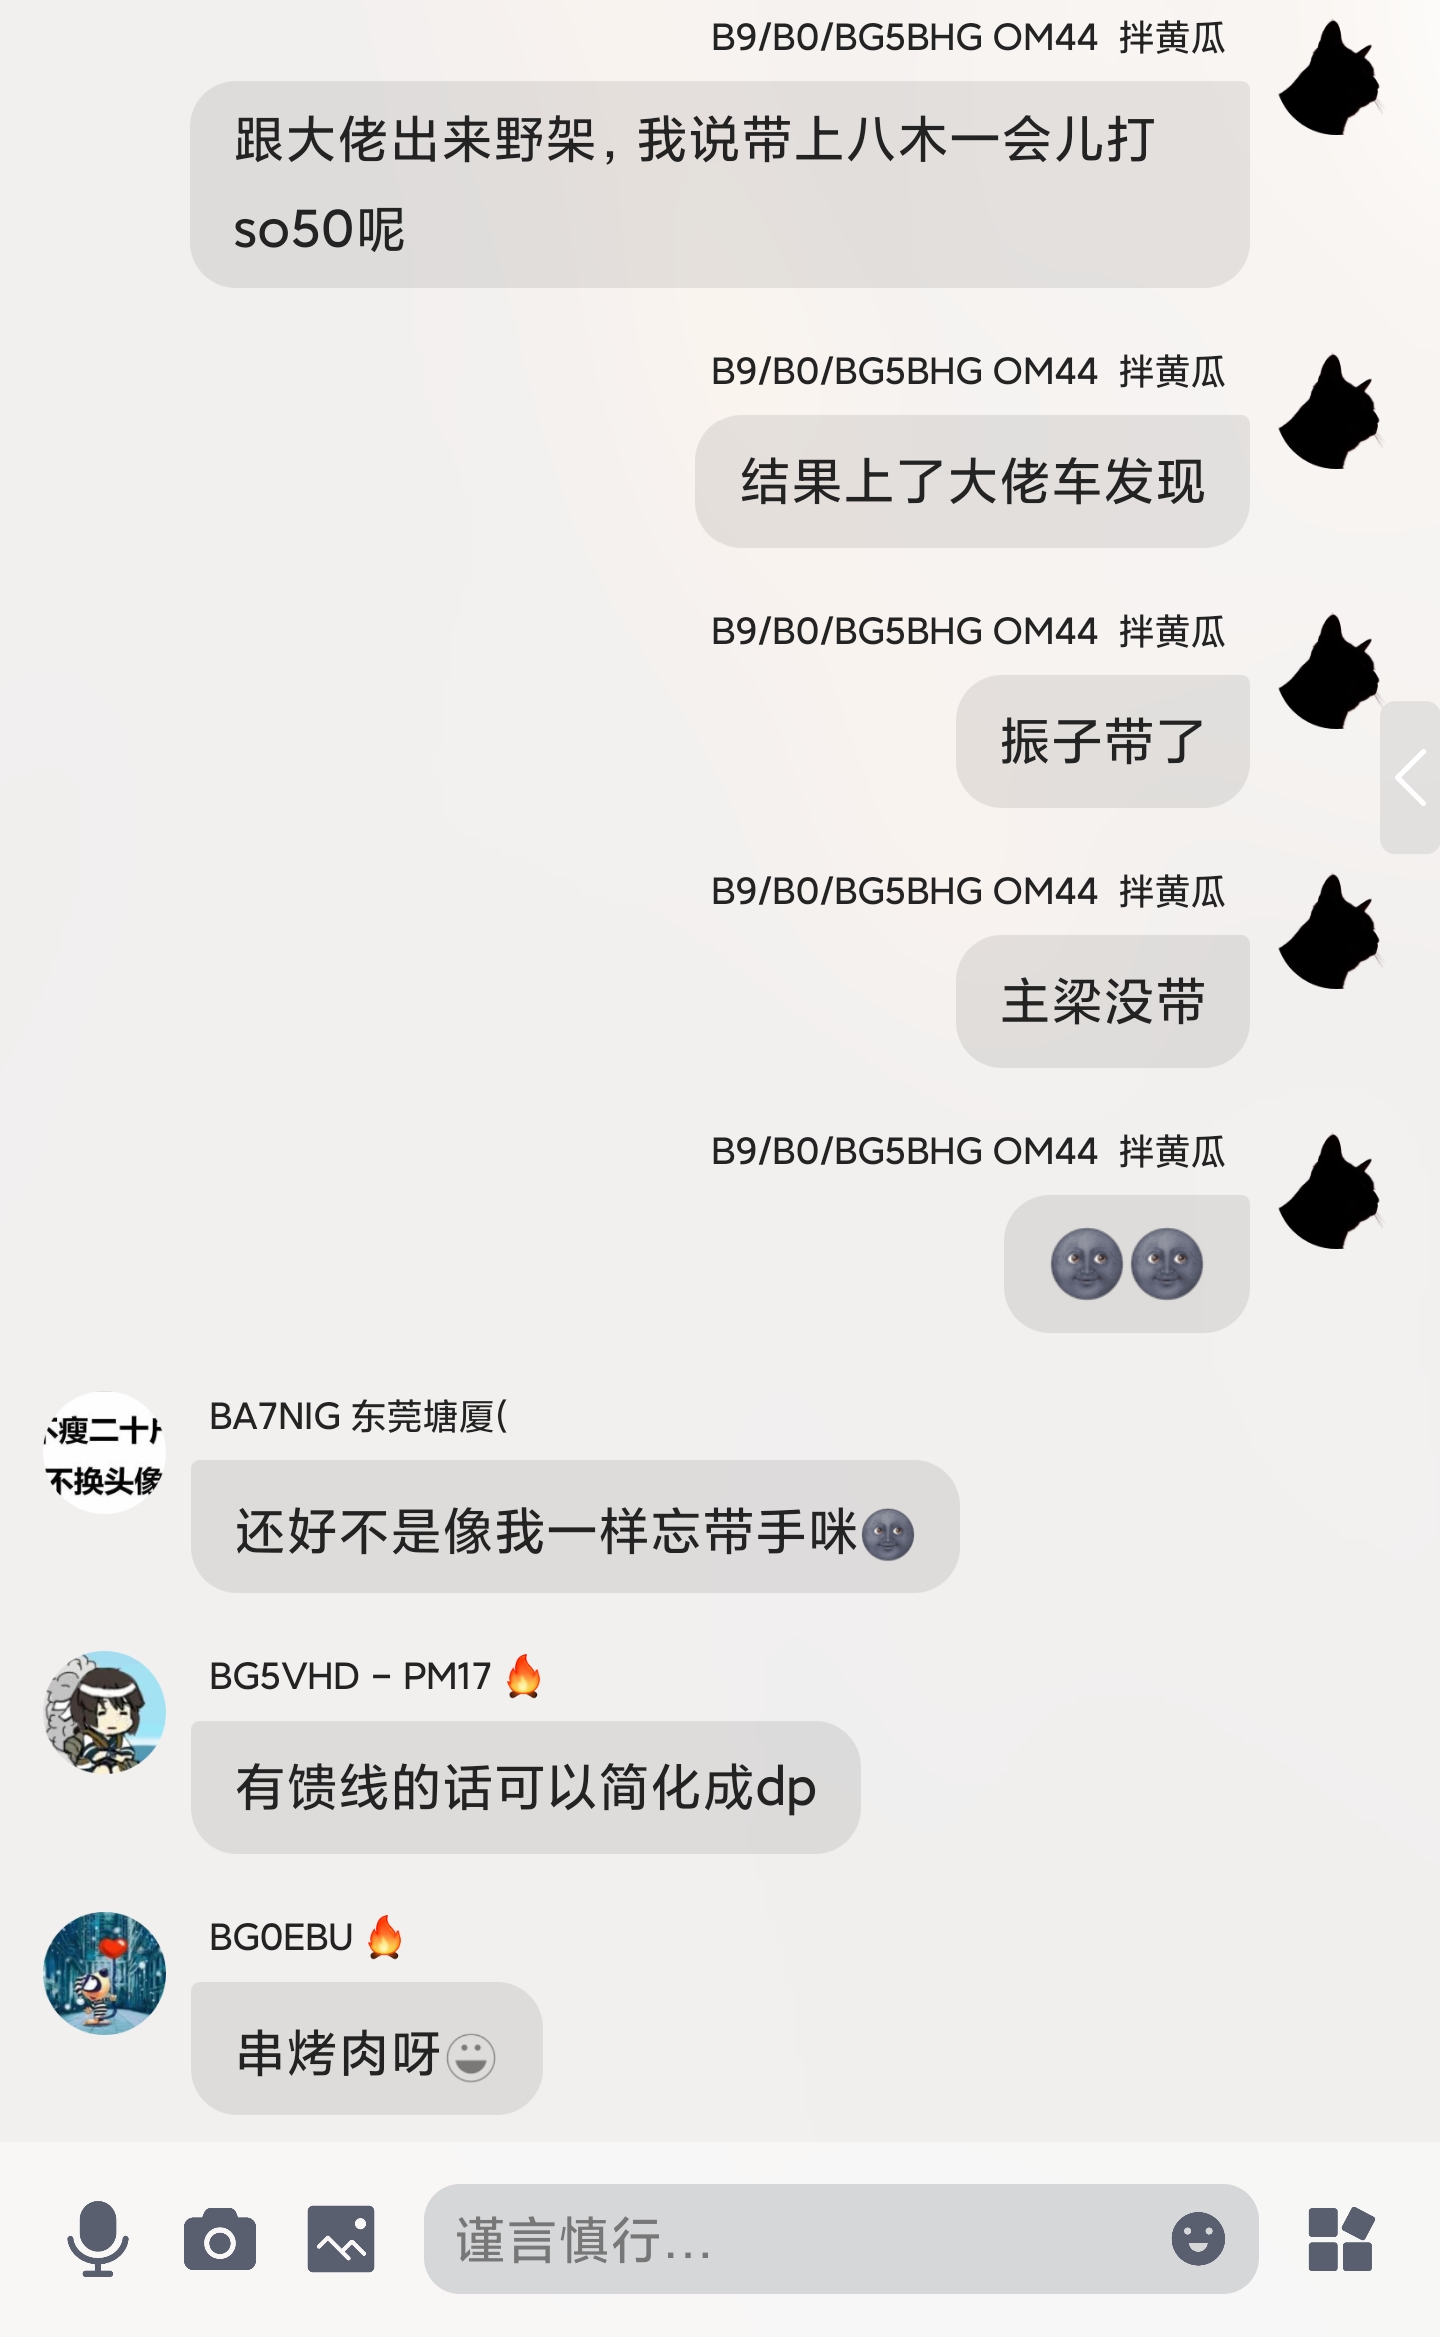 B9/B0/BG5BHG OM44 拌黄瓜
跟大佬出来野架，我说带上八木一会儿打
so50呢
B9/B0/BG5BHG OM44 拌黄瓜
结果上了大佬车发现
B9/B0/BG5BHG OM44 拌黄瓜
振子带了
B9/B0/BG5BHG OM44 拌黄瓜
主梁没带
B9/B0/BG5BHG OM44 拌黄瓜
🌚🌚
BA7NIG 东莞塘厦(
不瘦二十斤
不换头像
还好不是像我一样忘带手咪🌚
BG5VHD – PM17 🔥
有馈线的话可以简化成dp
BG0EBU 🔥
串烤肉呀😀
谨言慎行...